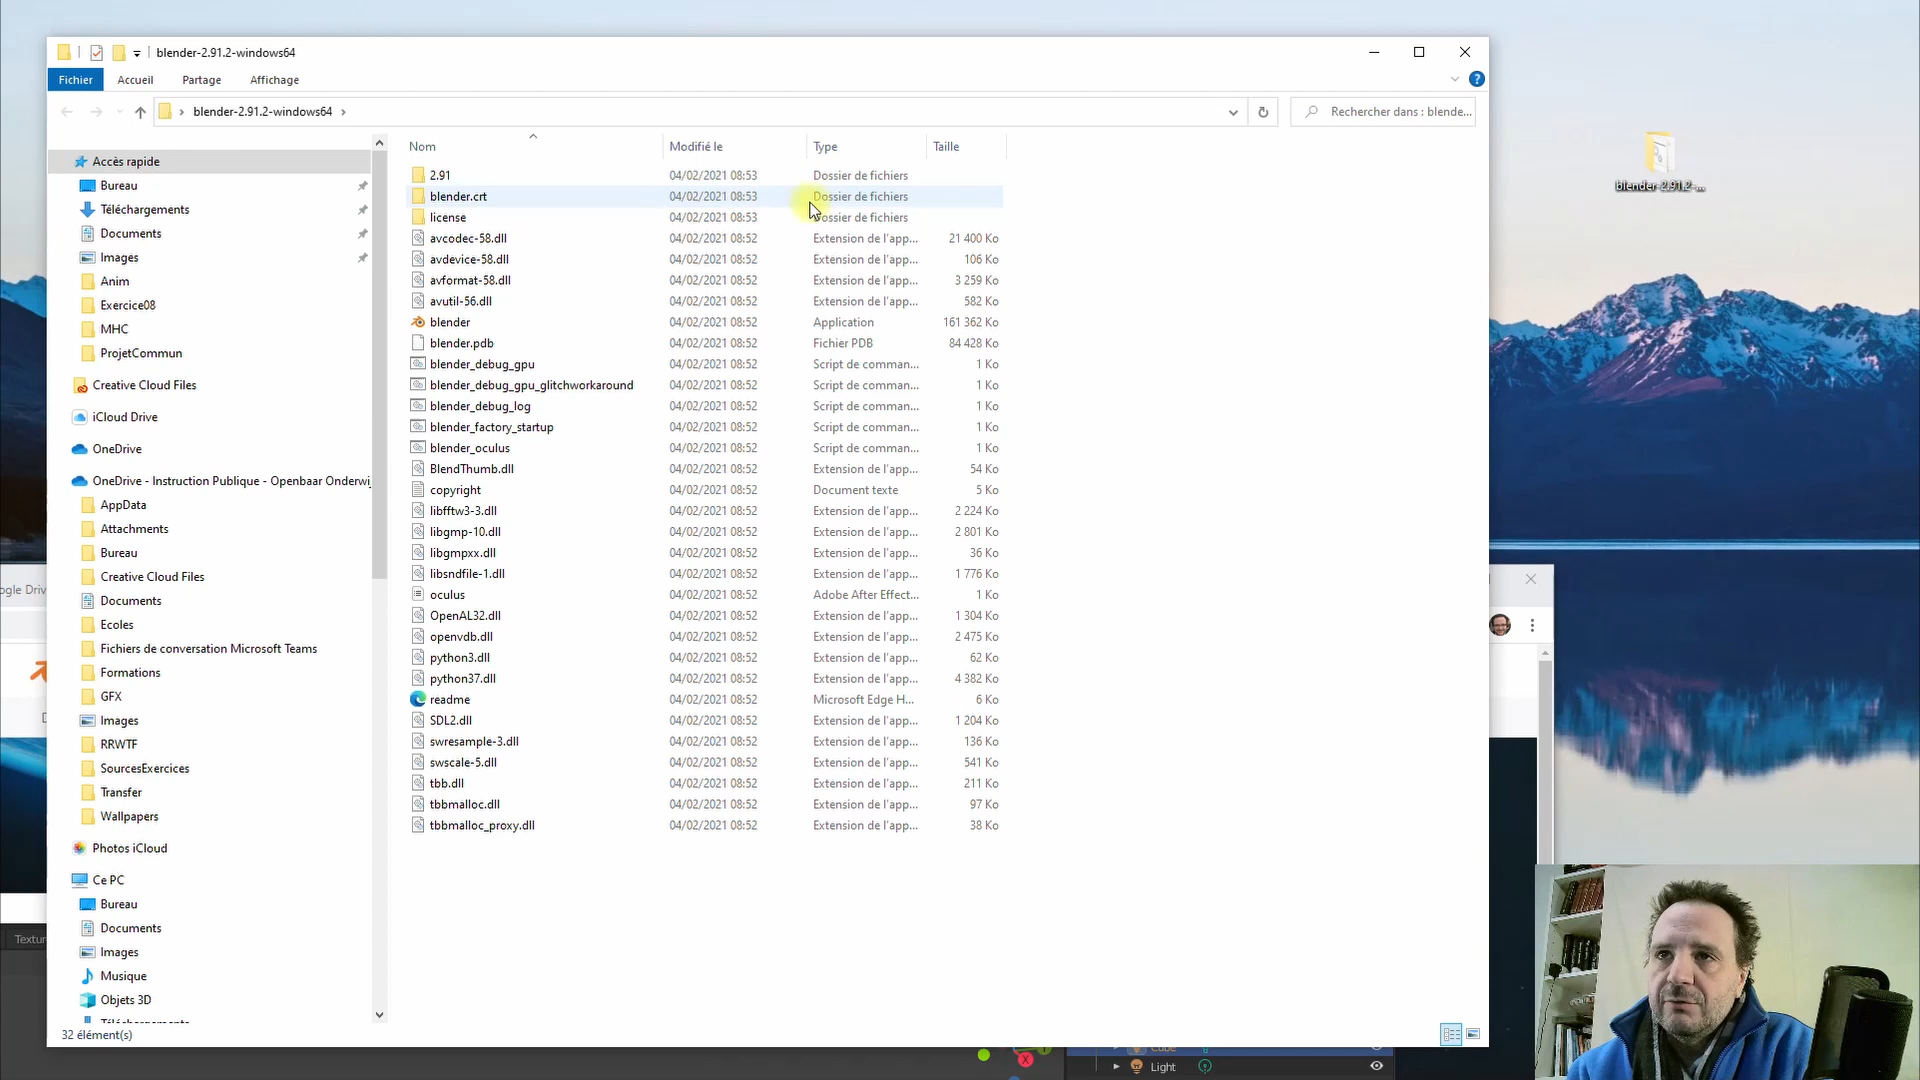 blender-2.91.2-windows64
Fichier Accueil Partage Affichage
blender-2.91.2-windows64
Rechercher dans : blende...
Nom Modifié le Type Taille
Accès rapide
Bureau
Téléchargements
Documents
Images
Anim
Exercice08
MHC
ProjetCommun
Creative Cloud Files
iCloud Drive
OneDrive
OneDrive - Instruction Publique - Openbaar Onderwij
AppData
Attachments
Bureau
Creative Cloud Files
Documents
Ecoles
Fichiers de conversation Microsoft Teams
Formations
GFX
Images
RRWTF
SourcesExercices
Transfer
Wallpapers
Photos iCloud
Ce PC
Bureau
Documents
Images
Musique
Objets 3D
Téléchargements
2.91 04/02/2021 08:53 Dossier de fichiers
blender.crt 04/02/2021 08:53 Dossier de fichiers
license 04/02/2021 08:53 Dossier de fichiers
avcodec-58.dll 04/02/2021 08:52 Extension de l'app... 21 400 Ko
avdevice-58.dll 04/02/2021 08:52 Extension de l'app... 106 Ko
avformat-58.dll 04/02/2021 08:52 Extension de l'app... 3 259 Ko
avutil-56.dll 04/02/2021 08:52 Extension de l'app... 582 Ko
blender 04/02/2021 08:52 Application 161 362 Ko
blender.pdb 04/02/2021 08:52 Fichier PDB 84 428 Ko
blender_debug_gpu 04/02/2021 08:52 Script de comman... 1 Ko
blender_debug_gpu_glitchworkaround 04/02/2021 08:52 Script de comman... 1 Ko
blender_debug_log 04/02/2021 08:52 Script de comman... 1 Ko
blender_factory_startup 04/02/2021 08:52 Script de comman... 1 Ko
blender_oculus 04/02/2021 08:52 Script de comman... 1 Ko
BlendThumb.dll 04/02/2021 08:52 Extension de l'app... 54 Ko
copyright 04/02/2021 08:52 Document texte 5 Ko
libfftw3-3.dll 04/02/2021 08:52 Extension de l'app... 2 224 Ko
libgmp-10.dll 04/02/2021 08:52 Extension de l'app... 2 801 Ko
libgmpxx.dll 04/02/2021 08:52 Extension de l'app... 36 Ko
libsndfile-1.dll 04/02/2021 08:52 Extension de l'app... 1 776 Ko
oculus 04/02/2021 08:52 Adobe After Effect... 1 Ko
OpenAL32.dll 04/02/2021 08:52 Extension de l'app... 1 304 Ko
openvdb.dll 04/02/2021 08:52 Extension de l'app... 2 475 Ko
python3.dll 04/02/2021 08:52 Extension de l'app... 62 Ko
python37.dll 04/02/2021 08:52 Extension de l'app... 4 382 Ko
readme 04/02/2021 08:52 Microsoft Edge H... 6 Ko
SDL2.dll 04/02/2021 08:52 Extension de l'app... 1 204 Ko
swresample-3.dll 04/02/2021 08:52 Extension de l'app... 136 Ko
swscale-5.dll 04/02/2021 08:52 Extension de l'app... 541 Ko
tbb.dll 04/02/2021 08:52 Extension de l'app... 211 Ko
tbbmalloc.dll 04/02/2021 08:52 Extension de l'app... 97 Ko
tbbmalloc_proxy.dll 04/02/2021 08:52 Extension de l'app... 38 Ko
32 élément(s)
blender-2.91.2-...
ogle Driv
Textur
Cube
Light
X